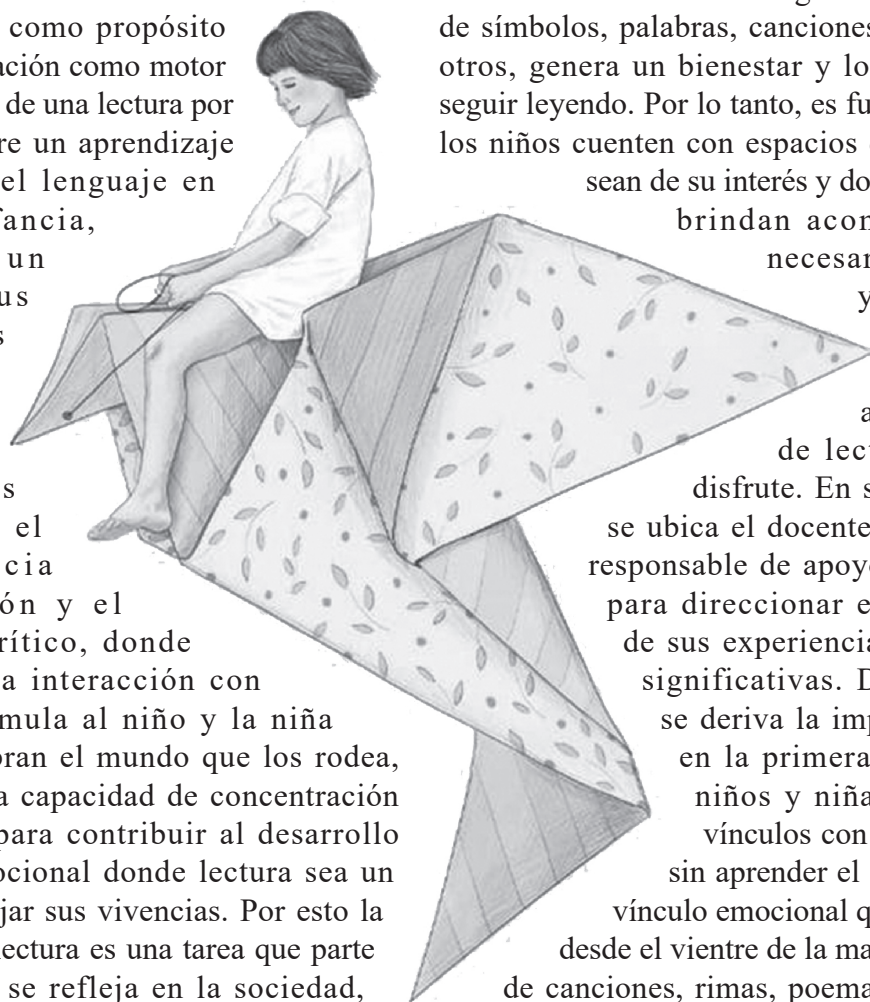 como propósito
ación como motor
de una lectura por
re un aprendizaje
el lenguaje en
fancia,
un
us
s
s
el
cia
ón y el
rítico, donde
a interacción con
mula al niño y la niña
bran el mundo que los rodea,
a capacidad de concentración
para contribuir al desarrollo
ocional donde lectura sea un
jar sus vivencias. Por esto la
lectura es una tarea que parte
se refleja en la sociedad,
de símbolos, palabras, canciones
otros, genera un bienestar y lo
seguir leyendo. Por lo tanto, es fu
los niños cuenten con espacios
sean de su interés y do
brindan acon
necesar
y
a
de lect
disfrute. En s
se ubica el docente
responsable de apoy
para direccionar e
de sus experiencia
significativas. D
se deriva la imp
en la primera
niños y niña
vínculos con
sin aprender el
vínculo emocional q
desde el vientre de la ma
de canciones, rimas, poema